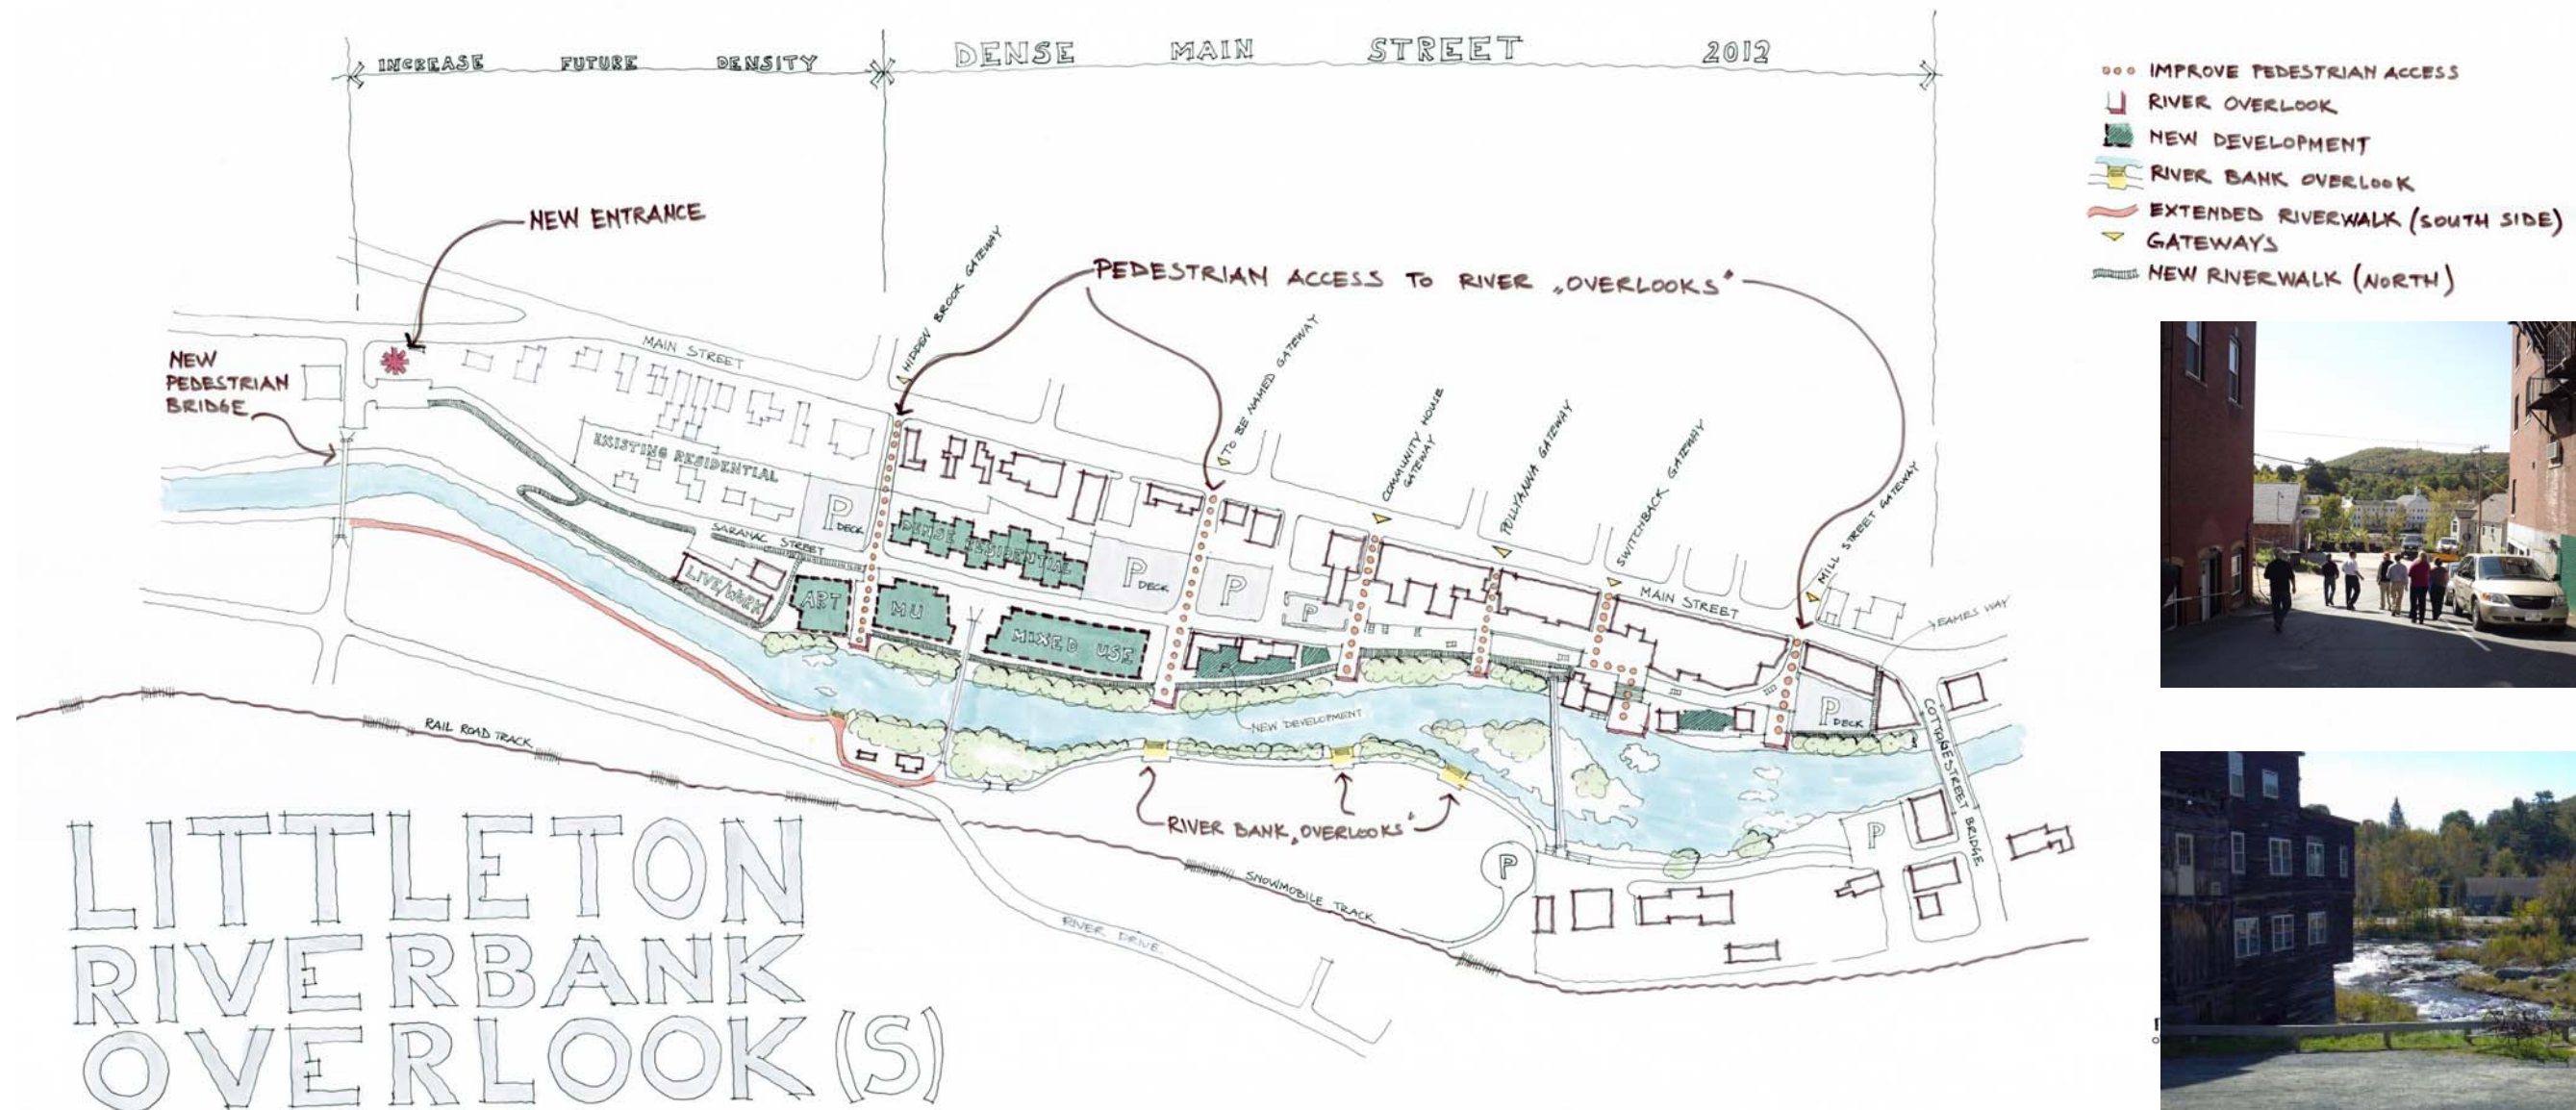 INCREASE FUTURE DENSITY
DENSE MAIN STREET 2012
IMPROVE PEDESTRIAN ACCESS
RIVER OVERLOOK
NEW DEVELOPMENT
RIVER BANK OVERLOOK
EXTENDED RIVERWALK (SOUTH SIDE)
GATEWAYS
NEW RIVERWALK (NORTH)
NEW ENTRANCE
PEDESTRIAN ACCESS TO RIVER „OVERLOOKS"
HIDDEN BROOK GATEWAY
TO BE NAMED GATEWAY
COMMUNITY HOUSE
GATEWAY
POLLYANNA GATEWAY
SWITCHBACK GATEWAY
MILL STREET GATEWAY
MAIN STREET
NEW
PEDESTRIAN
BRIDGE
EXISTING RESIDENTIAL
P
DECK
SARANAC STREET
LIVE/WORK
ART
MU
DENSE RESIDENTIAL
MIXED USE
P
DECK
P
P
MAIN STREET
EAMES WAY
P
DECK
COTTAGE STREET BRIDGE
NEW DEVELOPMENT
RAIL ROAD TRACK
RIVER BANK „OVERLOOKS"
P
P
SNOWMOBILE TRACK
RIVER DRIVE
LITTLETON
RIVERBANK
OVERLOOK(S)